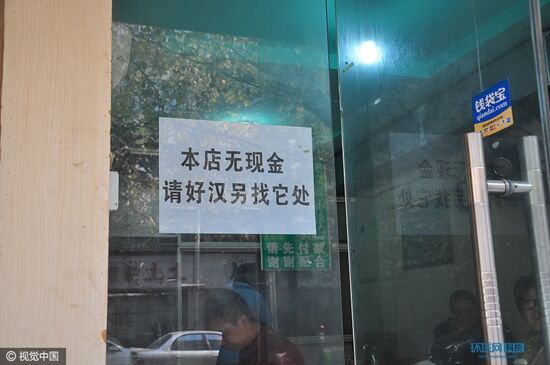 本店无现金
请好汉另找它处
钱袋宝
qiandai.com
请先付款
谢谢配合
©视觉中国
环球网科技